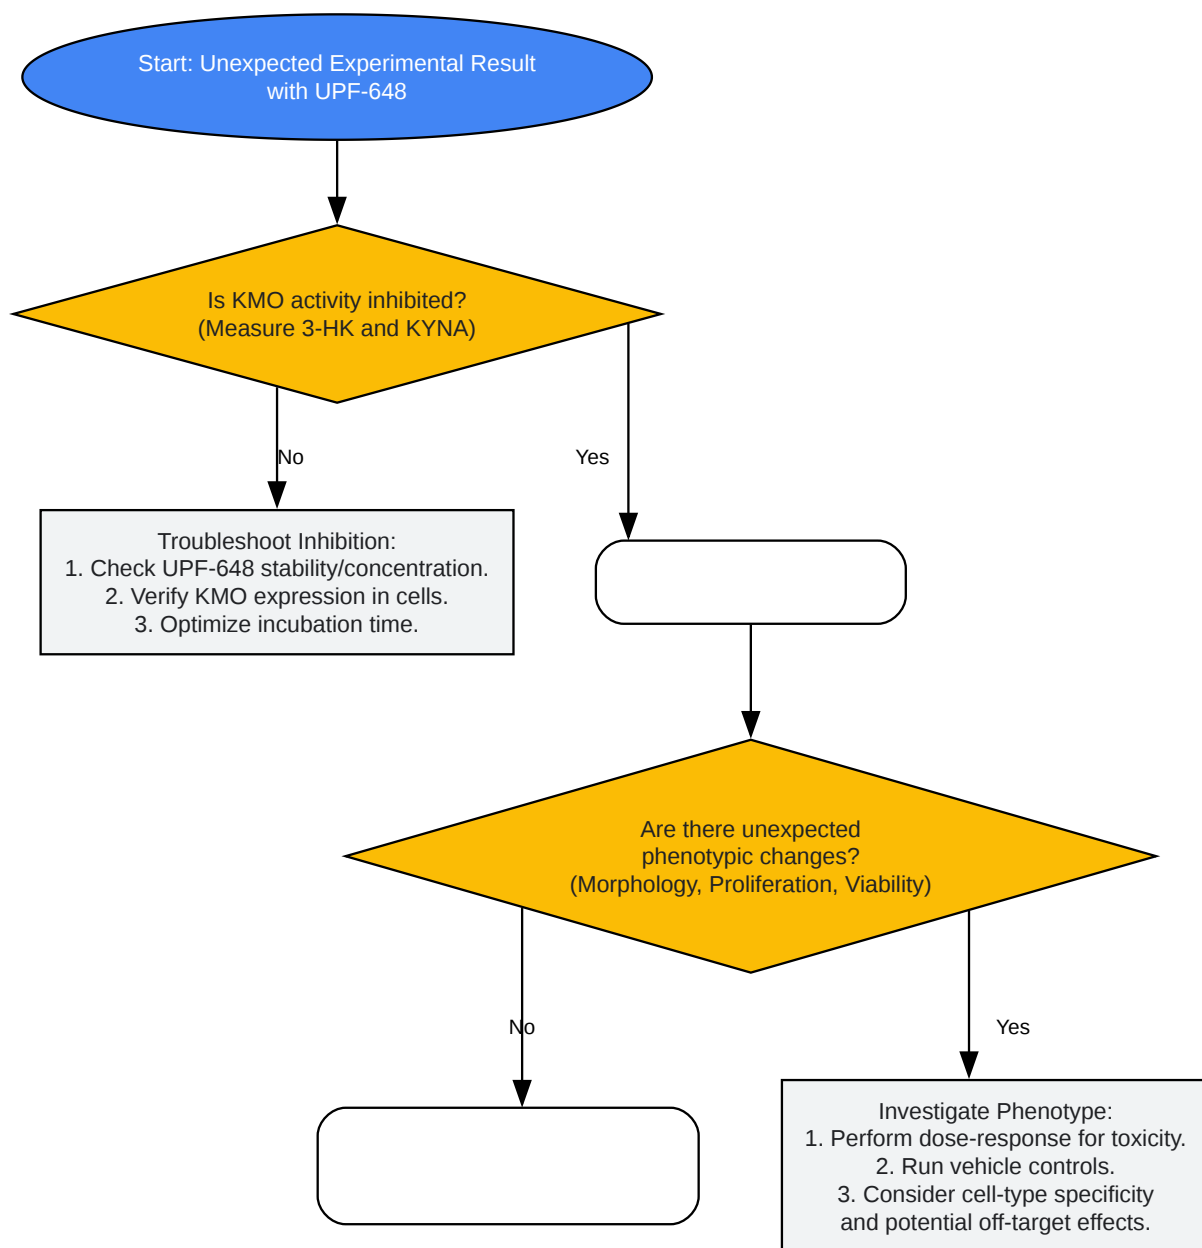 Start: Unexpected Experimental Result
with UPF-648
Is KMO activity inhibited?
(Measure 3-HK and KYNA)
No
Yes
Troubleshoot Inhibition:
1. Check UPF-648 stability/concentration.
2. Verify KMO expression in cells.
3. Optimize incubation time.
Are there unexpected
phenotypic changes?
(Morphology, Proliferation, Viability)
No
Yes
Investigate Phenotype:
1. Perform dose-response for toxicity.
2. Run vehicle controls.
3. Consider cell-type specificity
and potential off-target effects.